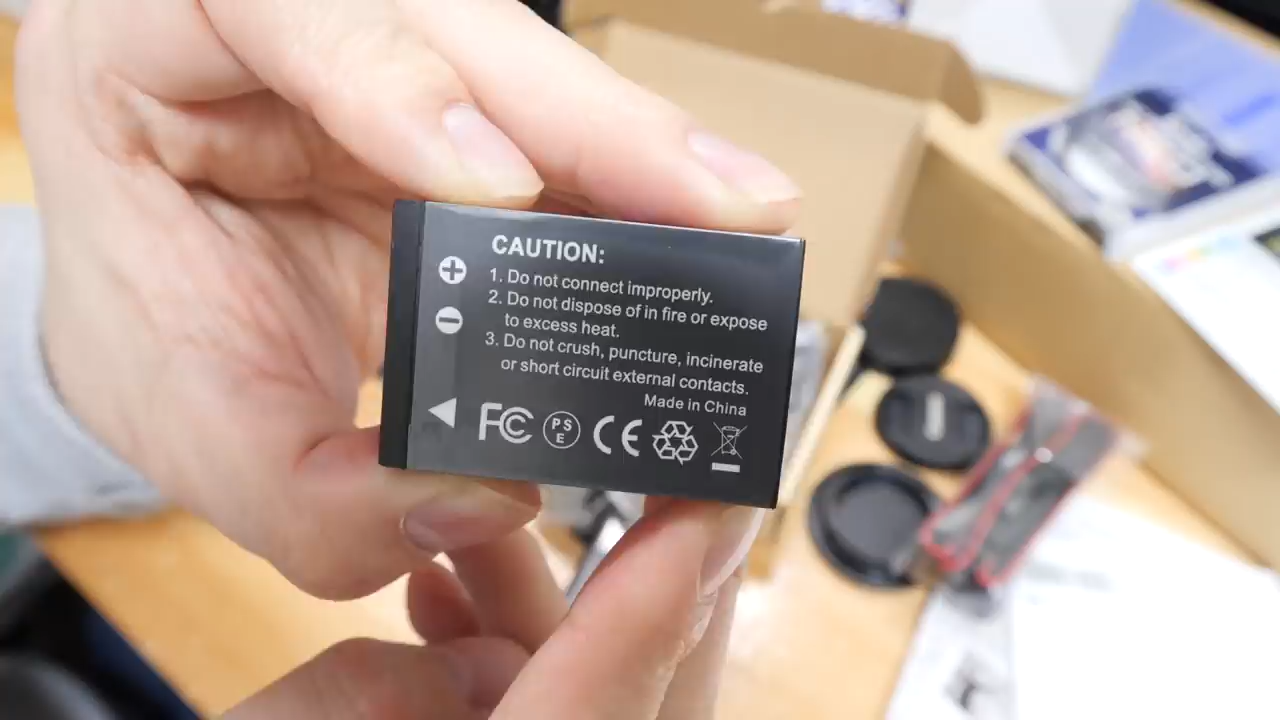 CAUTION:
1. Do not connect improperly.
2. Do not dispose of in fire or expose
to excess heat.
3. Do not crush, puncture, incinerate
or short circuit external contacts.
Made in China
FC PS E CE